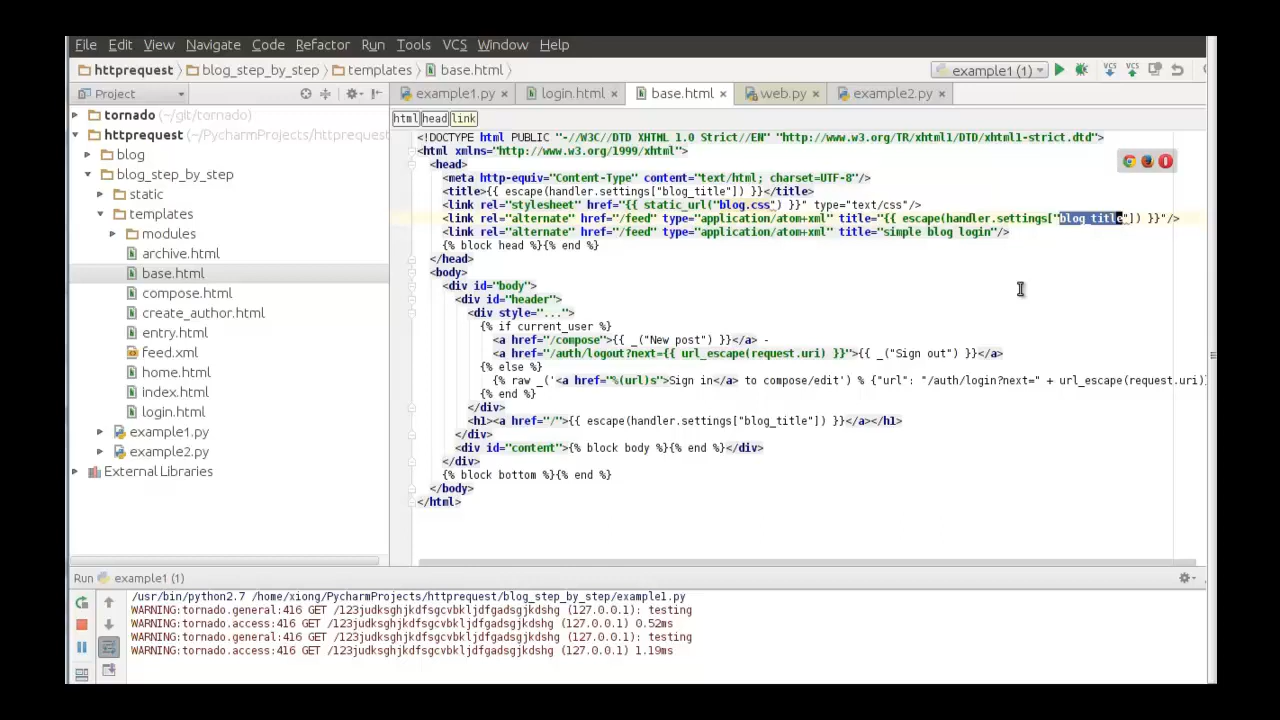 File Edit View Navigate Code Refactor Run Tools VCS Window Help
httprequest blog_step_by_step templates base.html example1 (1)
Project example1.py login.html base.html web.py example2.py
html head link
tornado (~/git/tornado)
httprequest (~/PycharmProjects/httprequest
blog
blog_step_by_step
static
templates
modules
archive.html
base.html
compose.html
create_author.html
entry.html
feed.xml
home.html
index.html
login.html
example1.py
example2.py
External Libraries
<!DOCTYPE html PUBLIC "-//W3C//DTD XHTML 1.0 Strict//EN" "http://www.w3.org/TR/xhtml1/DTD/xhtml1-strict.dtd">
<html xmlns="http://www.w3.org/1999/xhtml">
<head>
<meta http-equiv="Content-Type" content="text/html; charset=UTF-8"/>
<title>{{ escape(handler.settings["blog_title"]) }}</title>
<link rel="stylesheet" href="{{ static_url("blog.css") }}" type="text/css"/>
<link rel="alternate" href="/feed" type="application/atom+xml" title="{{ escape(handler.settings["blog_title"]) }}"/>
<link rel="alternate" href="/feed" type="application/atom+xml" title="simple blog login"/>
{% block head %}{% end %}
</head>
<body>
<div id="body">
<div id="header">
<div style="...">
{% if current_user %}
<a href="/compose">{{ _("New post") }}</a> -
<a href="/auth/logout?next={{ url_escape(request.uri) }}">{{ _("Sign out") }}</a>
{% else %}
{% raw _('<a href="%(url)s">Sign in</a> to compose/edit') % {"url": "/auth/login?next=" + url_escape(request.uri)}
{% end %}
</div>
<h1><a href="/">{{ escape(handler.settings["blog_title"]) }}</a></h1>
</div>
<div id="content">{% block body %}{% end %}</div>
</div>
{% block bottom %}{% end %}
</body>
</html>
Run example1 (1)
/usr/bin/python2.7 /home/xiong/PycharmProjects/httprequest/blog_step_by_step/example1.py
WARNING:tornado.general:416 GET /123judksghjkdfsgcvbkljdfgadsgjkdshg (127.0.0.1): testing
WARNING:tornado.access:416 GET /123judksghjkdfsgcvbkljdfgadsgjkdshg (127.0.0.1) 0.52ms
WARNING:tornado.general:416 GET /123judksghjkdfsgcvbkljdfgadsgjkdshg (127.0.0.1): testing
WARNING:tornado.access:416 GET /123judksghjkdfsgcvbkljdfgadsgjkdshg (127.0.0.1) 1.19ms